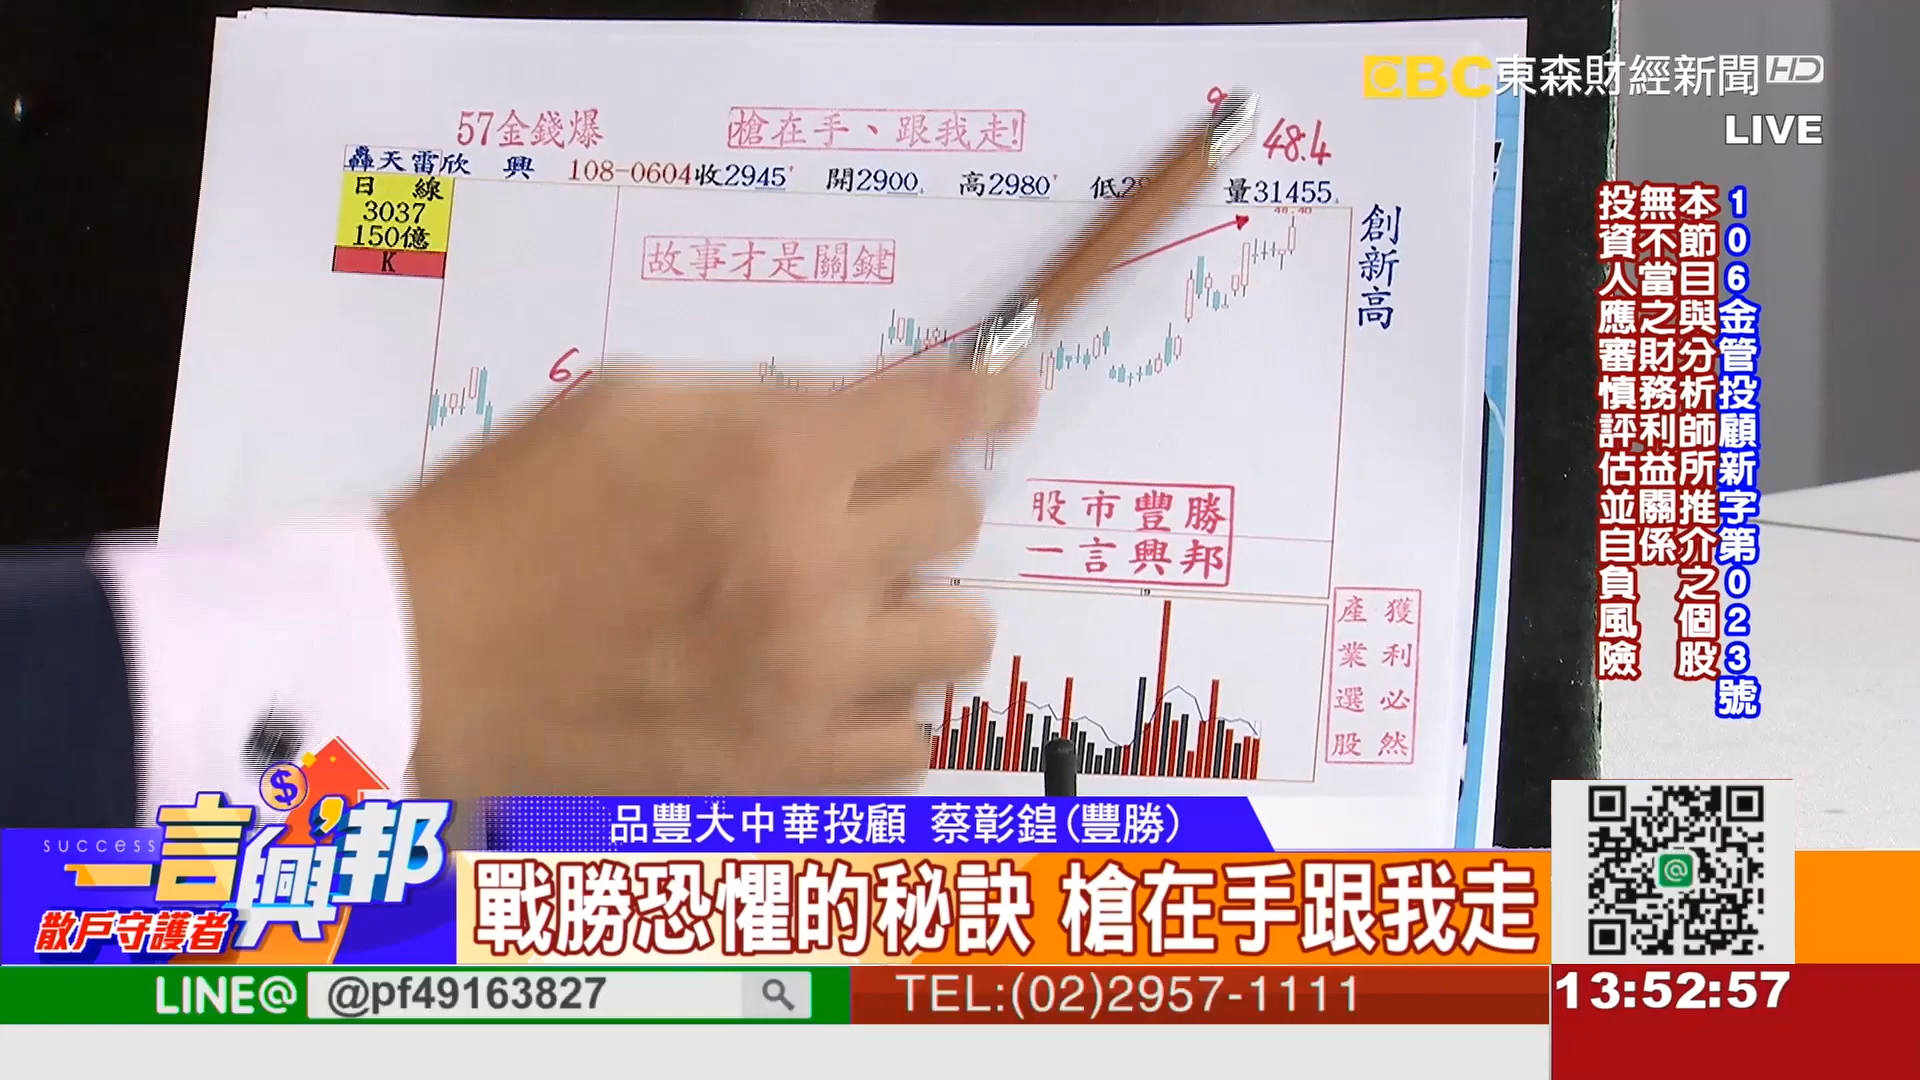 EBC東森財經新聞HD
LIVE
57金錢爆
槍在手、跟我走!
48.4
轟天雷欣 興 108-0604收2945 開2900 高2980 量31455
日 線
3037
150億
K
48.40
故事才是關鍵
創新高
6
股市豐勝
一言興邦
8
9
獲利必然
產業選股
106金管投顧新字第023號
本節目與分析師所推介之個股
無不當之財務利益關係
投資人應審慎評估並自負風險
品豐大中華投顧 蔡彰鍠(豐勝)
success
一言興邦
散戶守護者
戰勝恐懼的秘訣 槍在手跟我走
LINE@ @pf49163827
TEL:(02)2957-1111
13:52:57